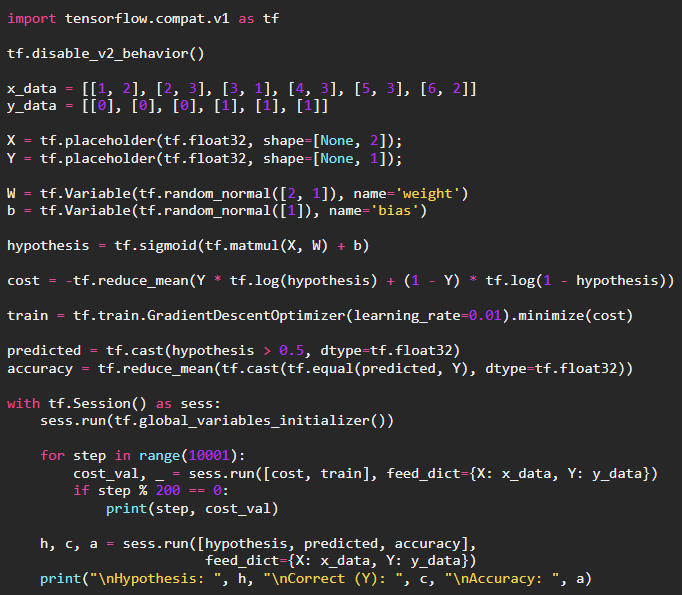 import tensorflow.compat.v1 as tf

tf.disable_v2_behavior()

x_data = [[1, 2], [2, 3], [3, 1], [4, 3], [5, 3], [6, 2]]
y_data = [[0], [0], [0], [1], [1], [1]]

X = tf.placeholder(tf.float32, shape=[None, 2]);
Y = tf.placeholder(tf.float32, shape=[None, 1]);

W = tf.Variable(tf.random_normal([2, 1]), name='weight')
b = tf.Variable(tf.random_normal([1]), name='bias')

hypothesis = tf.sigmoid(tf.matmul(X, W) + b)

cost = -tf.reduce_mean(Y * tf.log(hypothesis) + (1 - Y) * tf.log(1 - hypothesis))

train = tf.train.GradientDescentOptimizer(learning_rate=0.01).minimize(cost)

predicted = tf.cast(hypothesis > 0.5, dtype=tf.float32)
accuracy = tf.reduce_mean(tf.cast(tf.equal(predicted, Y), dtype=tf.float32))

with tf.Session() as sess:
    sess.run(tf.global_variables_initializer())

    for step in range(10001):
        cost_val, _ = sess.run([cost, train], feed_dict={X: x_data, Y: y_data})
        if step % 200 == 0:
            print(step, cost_val)

    h, c, a = sess.run([hypothesis, predicted, accuracy],
                        feed_dict={X: x_data, Y: y_data})
    print("\nHypothesis: ", h, "\nCorrect (Y): ", c, "\nAccuracy: ", a)